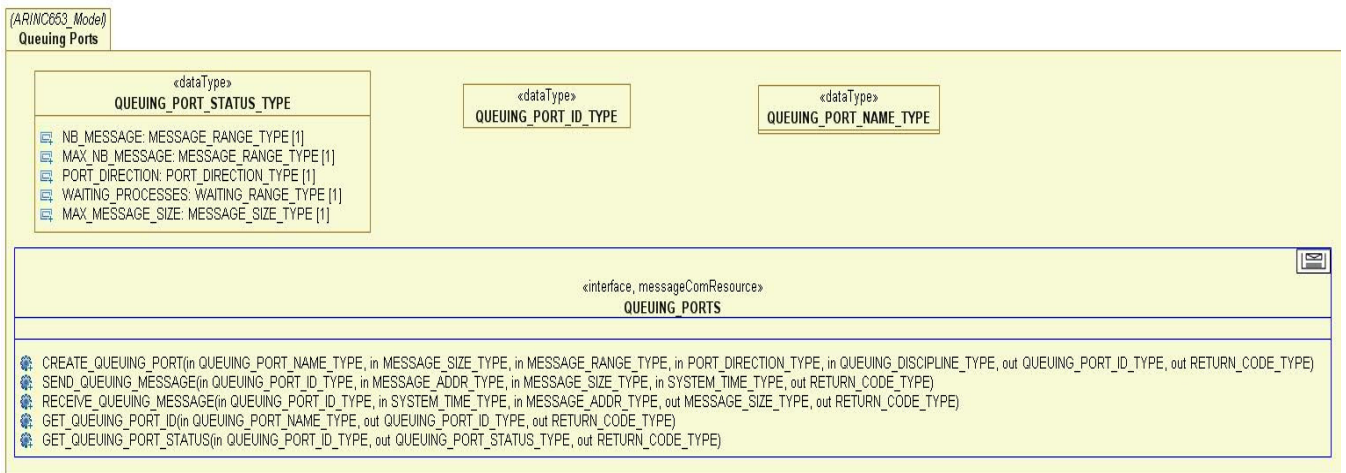 (ARINC653_Model)
Queuing Ports
«dataType»
QUEUING_PORT_STATUS_TYPE
NB_MESSAGE: MESSAGE_RANGE_TYPE [1]
MAX_NB_MESSAGE: MESSAGE_RANGE_TYPE [1]
PORT_DIRECTION: PORT_DIRECTION_TYPE [1]
WAITING_PROCESSES: WAITING_RANGE_TYPE [1]
MAX_MESSAGE_SIZE: MESSAGE_SIZE_TYPE [1]
«dataType»
QUEUING_PORT_ID_TYPE
«dataType»
QUEUING_PORT_NAME_TYPE
«interface, messageComResource»
QUEUING_PORTS
CREATE_QUEUING_PORT(in QUEUING_PORT_NAME_TYPE, in MESSAGE_SIZE_TYPE, in MESSAGE_RANGE_TYPE, in PORT_DIRECTION_TYPE, in QUEUING_DISCIPLINE_TYPE, out QUEUING_PORT_ID_TYPE, out RETURN_CODE_TYPE)
SEND_QUEUING_MESSAGE(in QUEUING_PORT_ID_TYPE, in MESSAGE_ADDR_TYPE, in MESSAGE_SIZE_TYPE, in SYSTEM_TIME_TYPE, out RETURN_CODE_TYPE)
RECEIVE_QUEUING_MESSAGE(in QUEUING_PORT_ID_TYPE, in SYSTEM_TIME_TYPE, in MESSAGE_ADDR_TYPE, out MESSAGE_SIZE_TYPE, out RETURN_CODE_TYPE)
GET_QUEUING_PORT_ID(in QUEUING_PORT_NAME_TYPE, out QUEUING_PORT_ID_TYPE, out RETURN_CODE_TYPE)
GET_QUEUING_PORT_STATUS(in QUEUING_PORT_ID_TYPE, out QUEUING_PORT_STATUS_TYPE, out RETURN_CODE_TYPE)